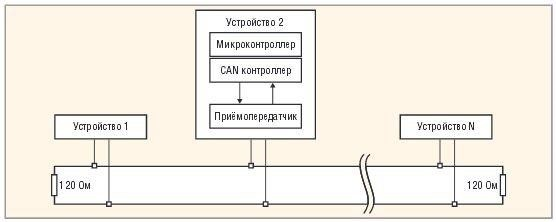 Устройство 2
Микроконтроллер
CAN контроллер
Приёмопередатчик
Устройство 1
Устройство N
120 Ом
120 Ом